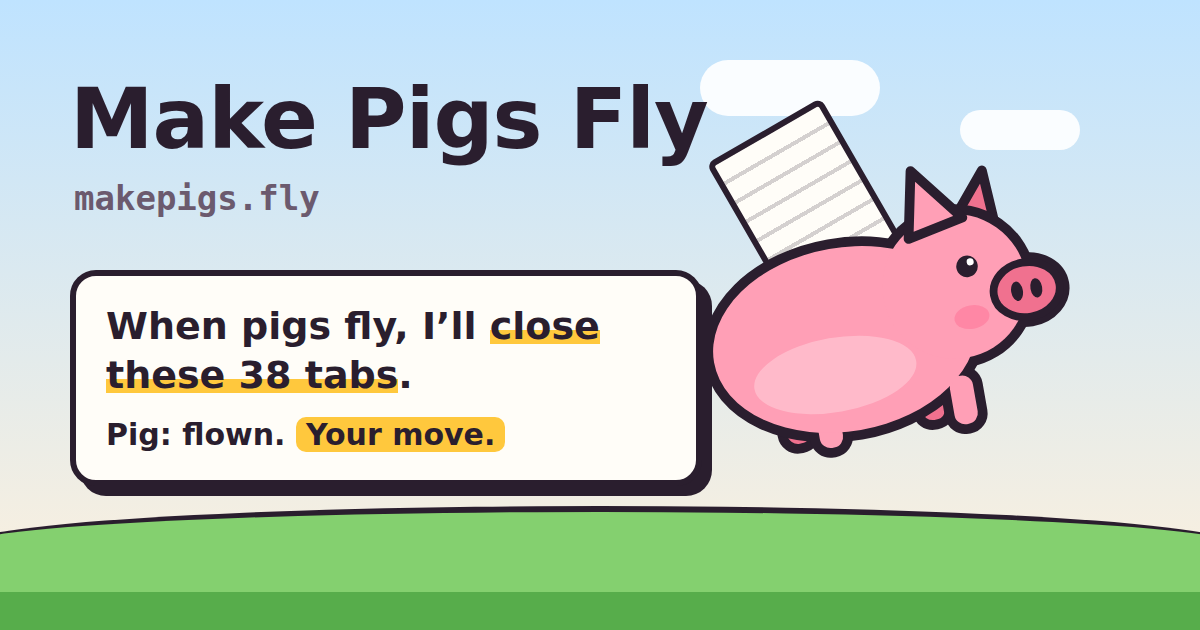 Make Pigs Fly
makepigs.fly
When pigs fly, I’ll close
these 38 tabs.
Pig: flown. Your move.